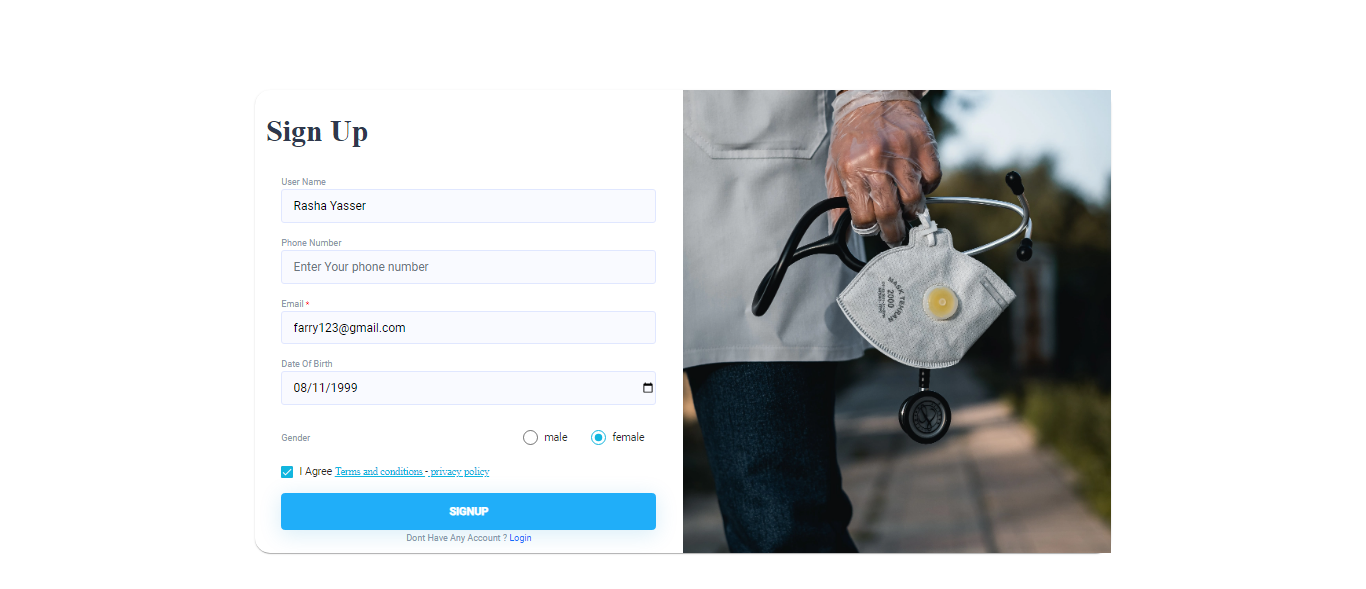 Sign Up
User Name
Rasha Yasser
Phone Number
Enter Your phone number
Email *
farry123@gmail.com
Date Of Birth
08/11/1999
Gender
male
female
I Agree Terms and conditions - privacy policy
SIGNUP
Dont Have Any Account ? Login
MASK TEHRAN
2000